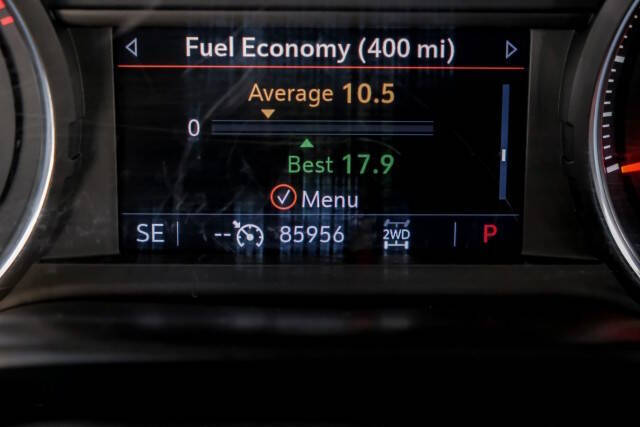 Fuel Economy (400 mi)
Average 10.5
0
Best 17.9
Menu
SE -- 85956 2WD P